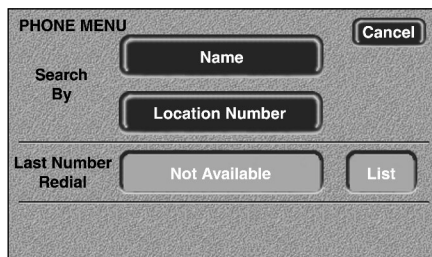 PHONE MENU
Cancel
Name
Search
By
Location Number
Last Number
Redial
Not Available
List